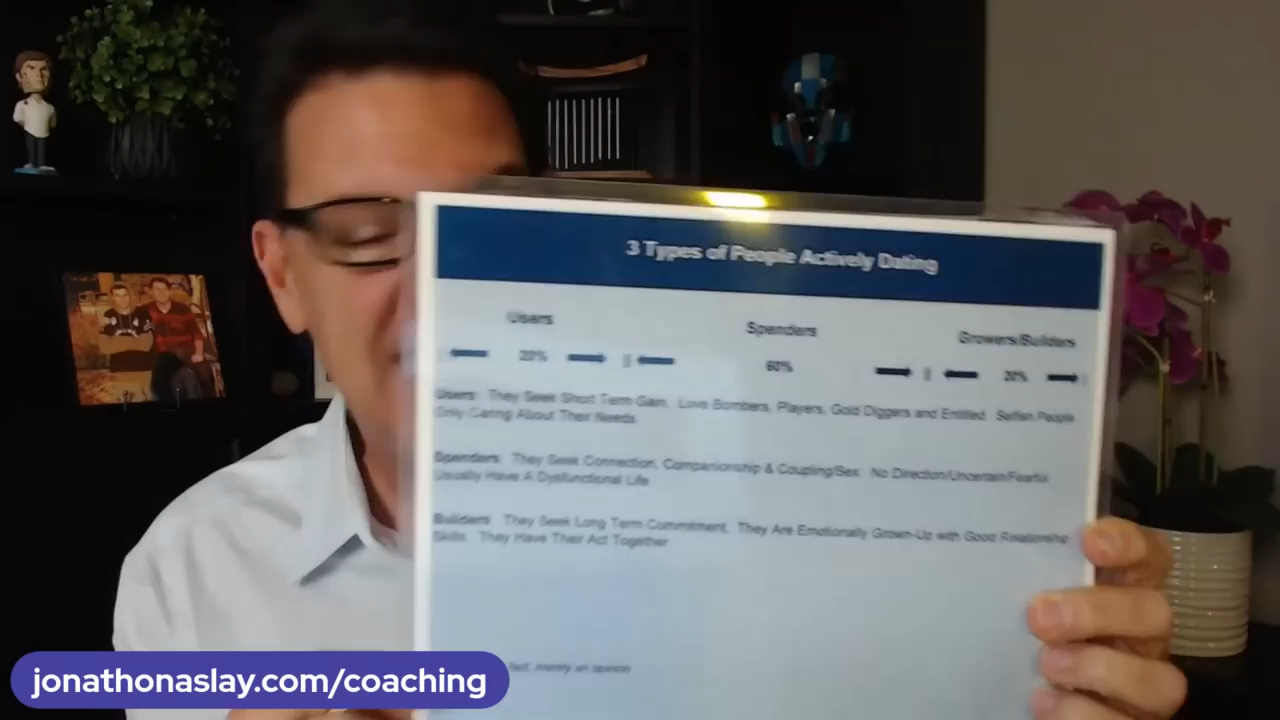 3 Types of People Actively Dating
Users Spenders Growers/Builders
20% 60% 20%
Users: They Seek Short Term Gain. Love Bombers, Players, Gold Diggers and Entitled Selfish People
Only Caring About Their Needs
Spenders: They Seek Connection, Companionship & Coupling/Sex No Direction/Uncertain/Fearful
Usually Have A Dysfunctional Life
Builders: They Seek Long Term Commitment. They Are Emotionally Grown-Up with Good Relationship
Skills. They Have Their Act Together
fact, merely an opinion
jonathonaslay.com/coaching